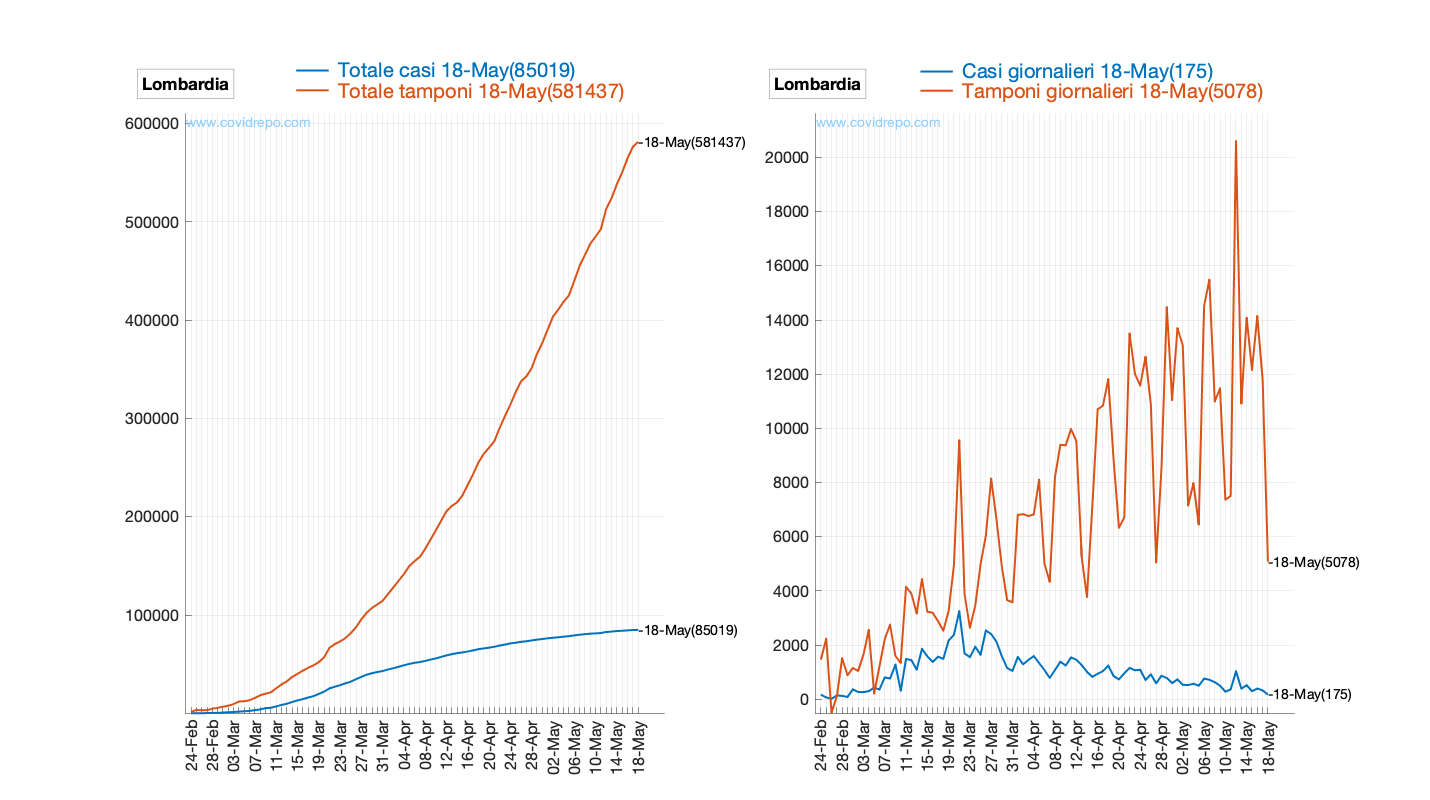 Lombardia
Totale casi 18-May(85019)
Totale tamponi 18-May(581437)
www.covidrepo.com
600000
500000
400000
300000
200000
100000
18-May(581437)
18-May(85019)
24-Feb
28-Feb
03-Mar
07-Mar
11-Mar
15-Mar
19-Mar
23-Mar
27-Mar
31-Mar
04-Apr
08-Apr
12-Apr
16-Apr
20-Apr
24-Apr
28-Apr
02-May
06-May
10-May
14-May
18-May
Lombardia
Casi giornalieri 18-May(175)
Tamponi giornalieri 18-May(5078)
www.covidrepo.com
20000
18000
16000
14000
12000
10000
8000
6000
4000
2000
0
18-May(5078)
18-May(175)
24-Feb
28-Feb
03-Mar
07-Mar
11-Mar
15-Mar
19-Mar
23-Mar
27-Mar
31-Mar
04-Apr
08-Apr
12-Apr
16-Apr
20-Apr
24-Apr
28-Apr
02-May
06-May
10-May
14-May
18-May